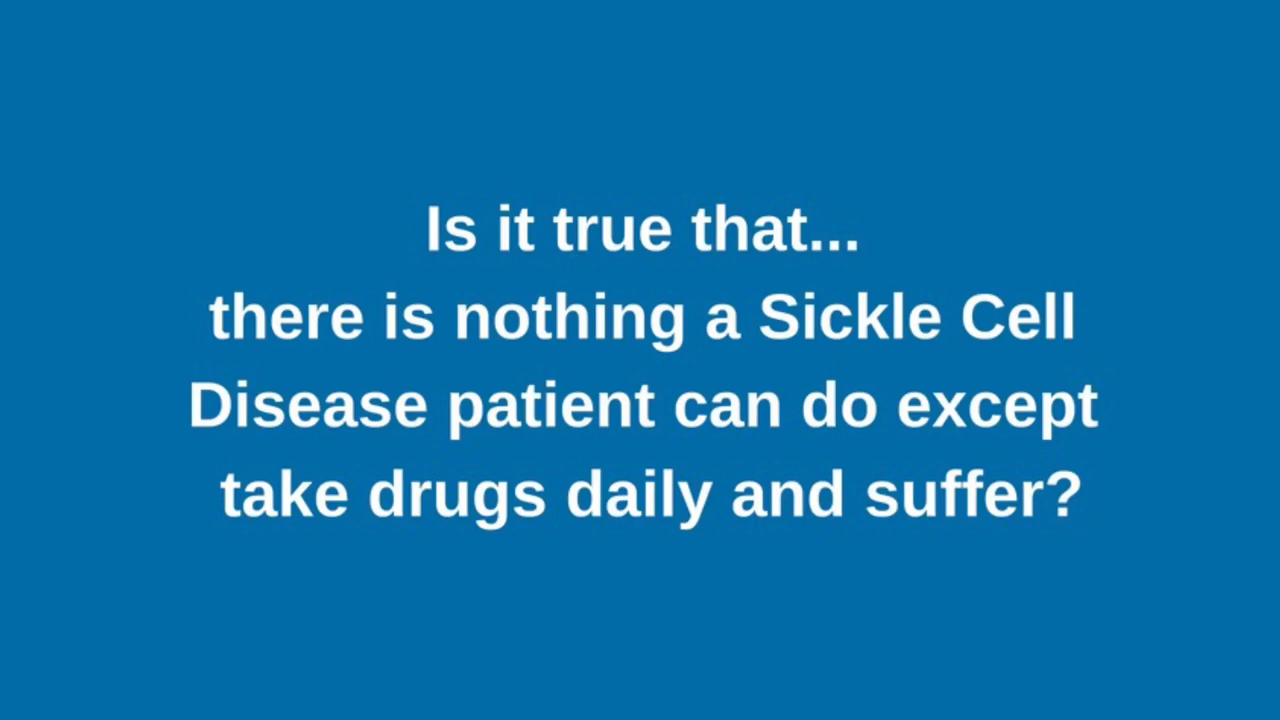 Is it true that...
there is nothing a Sickle Cell
Disease patient can do except
take drugs daily and suffer?